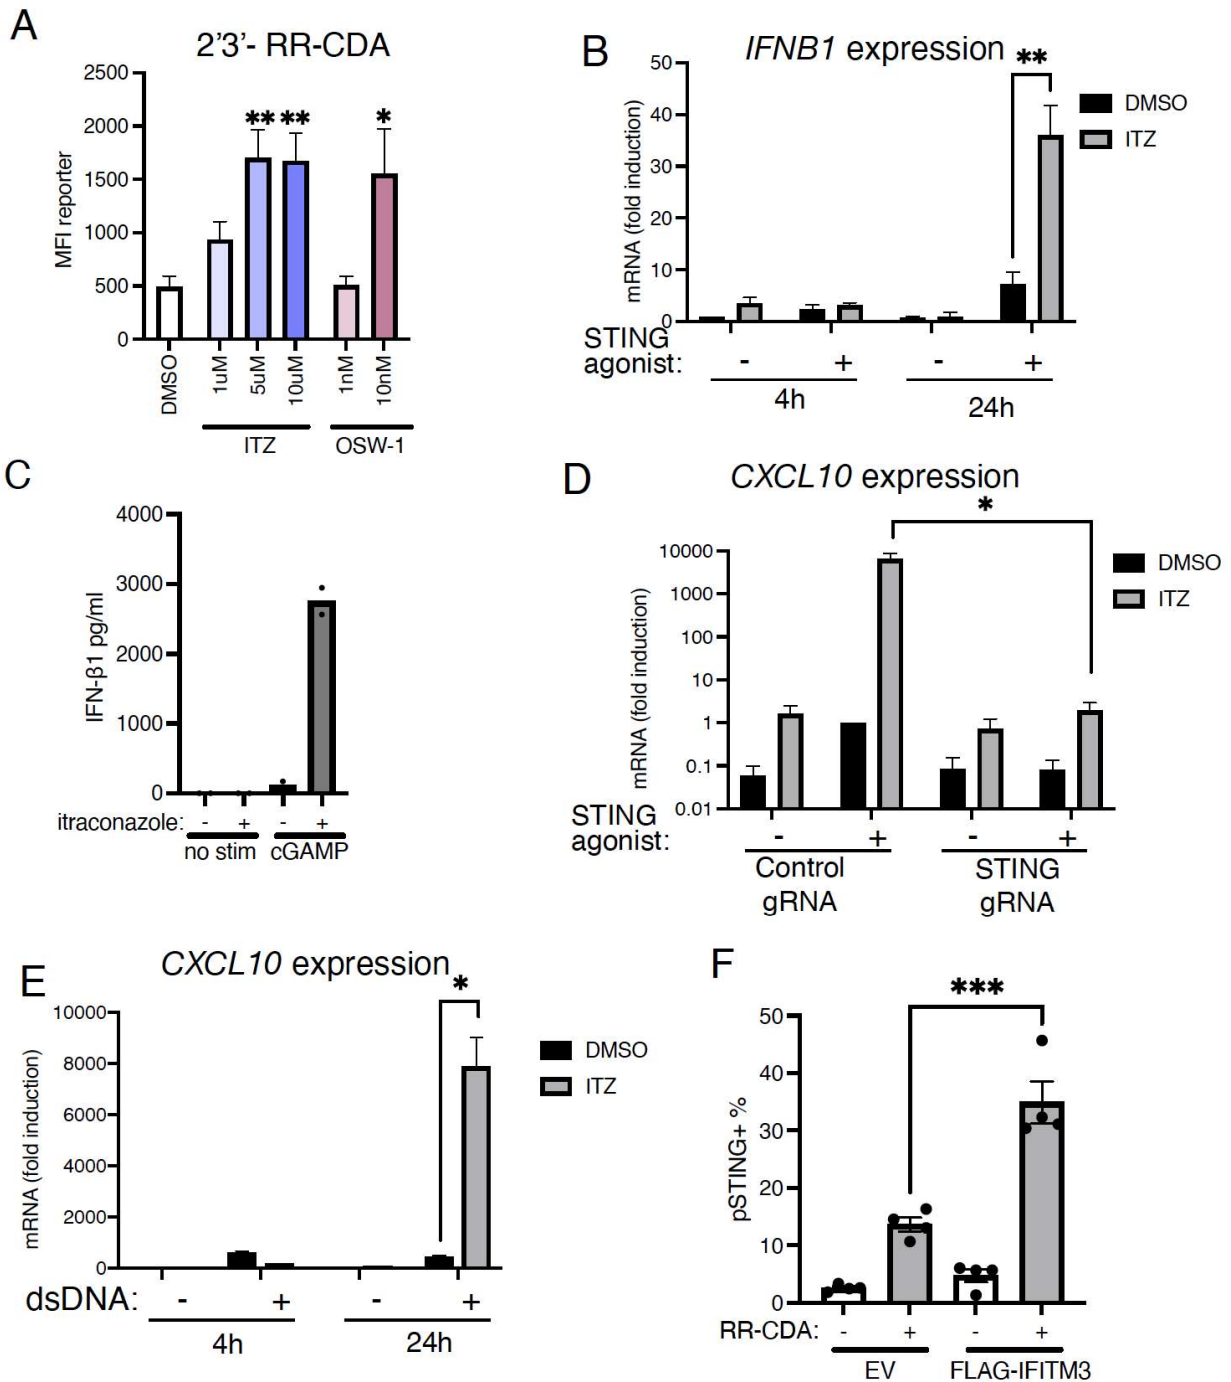 A
2'3'- RR-CDA
MFI reporter
2500
2000
1500
1000
500
0
** ** *
DMSO
1uM
5uM
10uM
1nM
10nM
ITZ
OSW-1
B
IFNB1 expression
mRNA (fold induction)
50
40
30
20
10
0
**
DMSO
ITZ
STING
agonist:
- + - +
4h
24h
C
IFN-β1 pg/ml
4000
3000
2000
1000
0
itraconazole: - + - +
no stim cGAMP
D
CXCL10 expression
*
mRNA (fold induction)
10000
1000
100
10
1
0.1
0.01
DMSO
ITZ
STING
agonist: - + - +
Control
gRNA
STING
gRNA
E
CXCL10 expression
*
mRNA (fold induction)
10000
8000
6000
4000
2000
0
DMSO
ITZ
dsDNA: - + - +
4h
24h
F
***
pSTING+ %
50
40
30
20
10
0
RR-CDA: - + - +
EV
FLAG-IFITM3